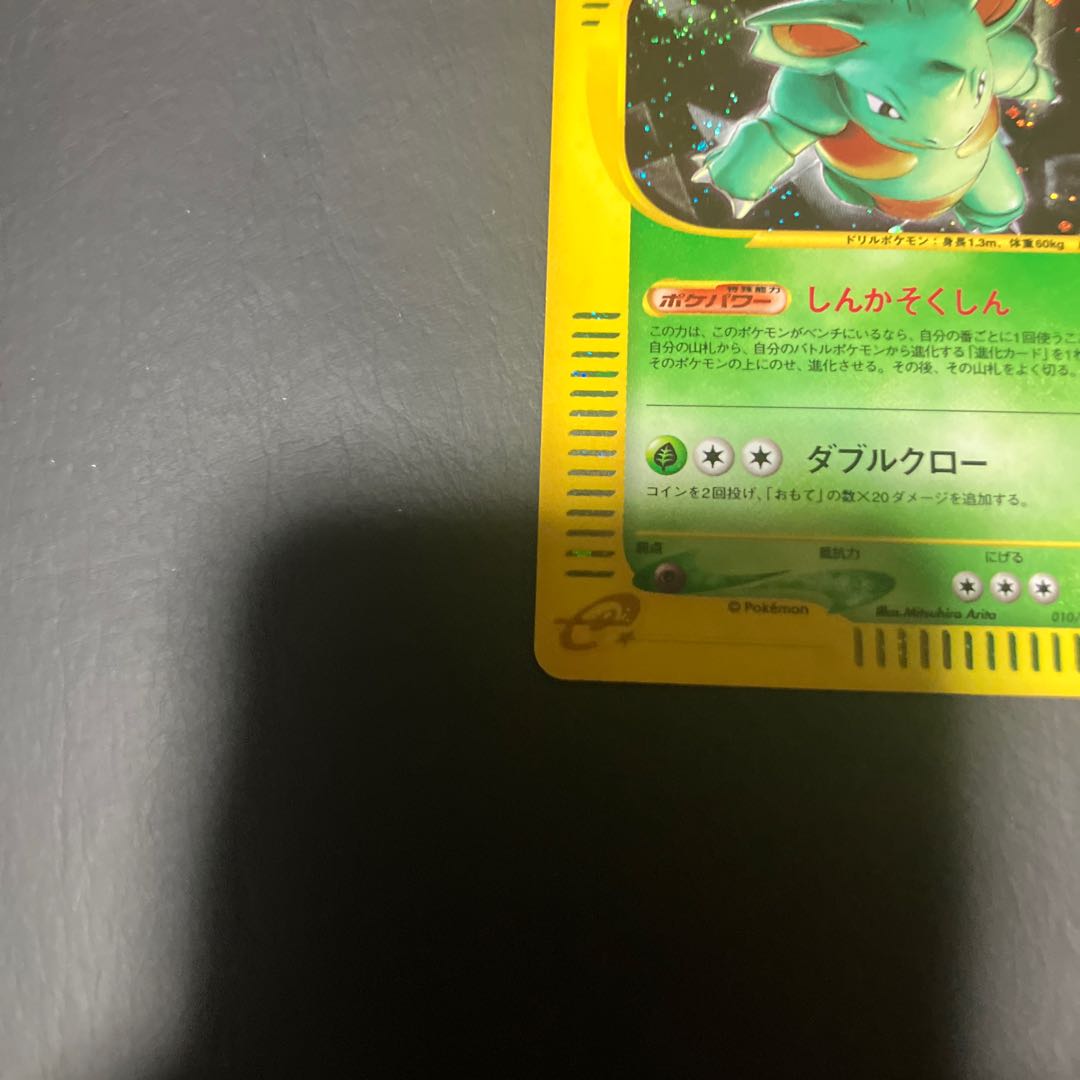 ドリルポケモン：身長1.3m、体重60kg
特殊能力
ポケパワー しんかそくしん
この力は、このポケモンがベンチにいるなら、自分の番ごとに1回使うこ
自分の山札から、自分のバトルポケモンから進化する「進化カード」を1
そのポケモンの上にのせ、進化させる。その後、その山札をよく切る。
ダブルクロー
コインを2回投げ、「おもて」の数×20ダメージを追加する。
弱点 抵抗力 にげる
© Pokémon Illus. Mitsuhiro Arita 010/
e